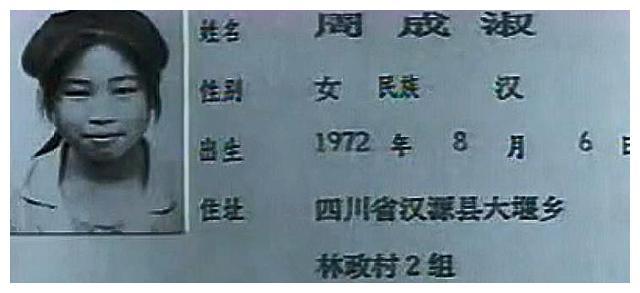 姓名 周成淑
性别 女 民族 汉
出生 1972 年 8 月 6 日
住址 四川省汉源县大堰乡
林政村2组